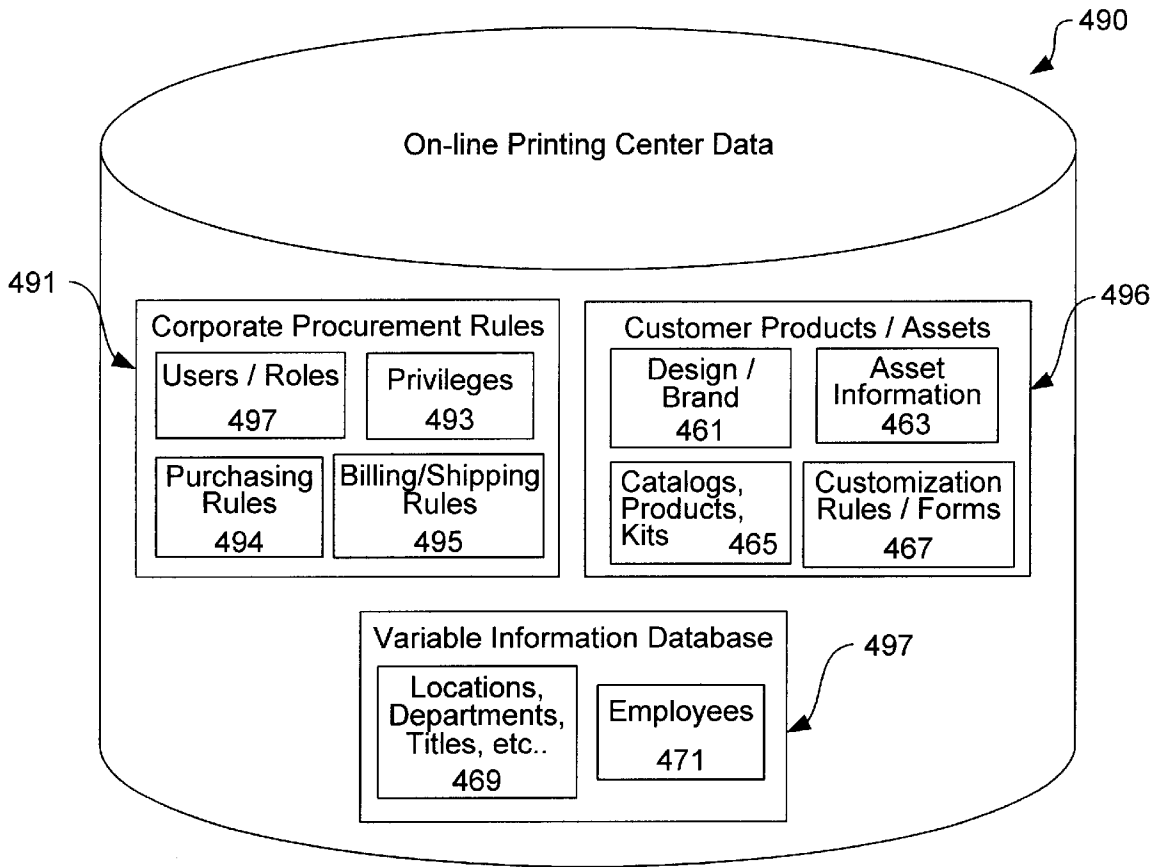 490
On-line Printing Center Data
491
496
Corporate Procurement Rules
Users / Roles
497
Privileges
493
Purchasing
Rules
494
Billing/Shipping
Rules
495
Customer Products / Assets
Design /
Brand
461
Asset
Information
463
Catalogs,
Products,
Kits
465
Customization
Rules / Forms
467
Variable Information Database
497
Locations,
Departments,
Titles, etc..
469
Employees
471